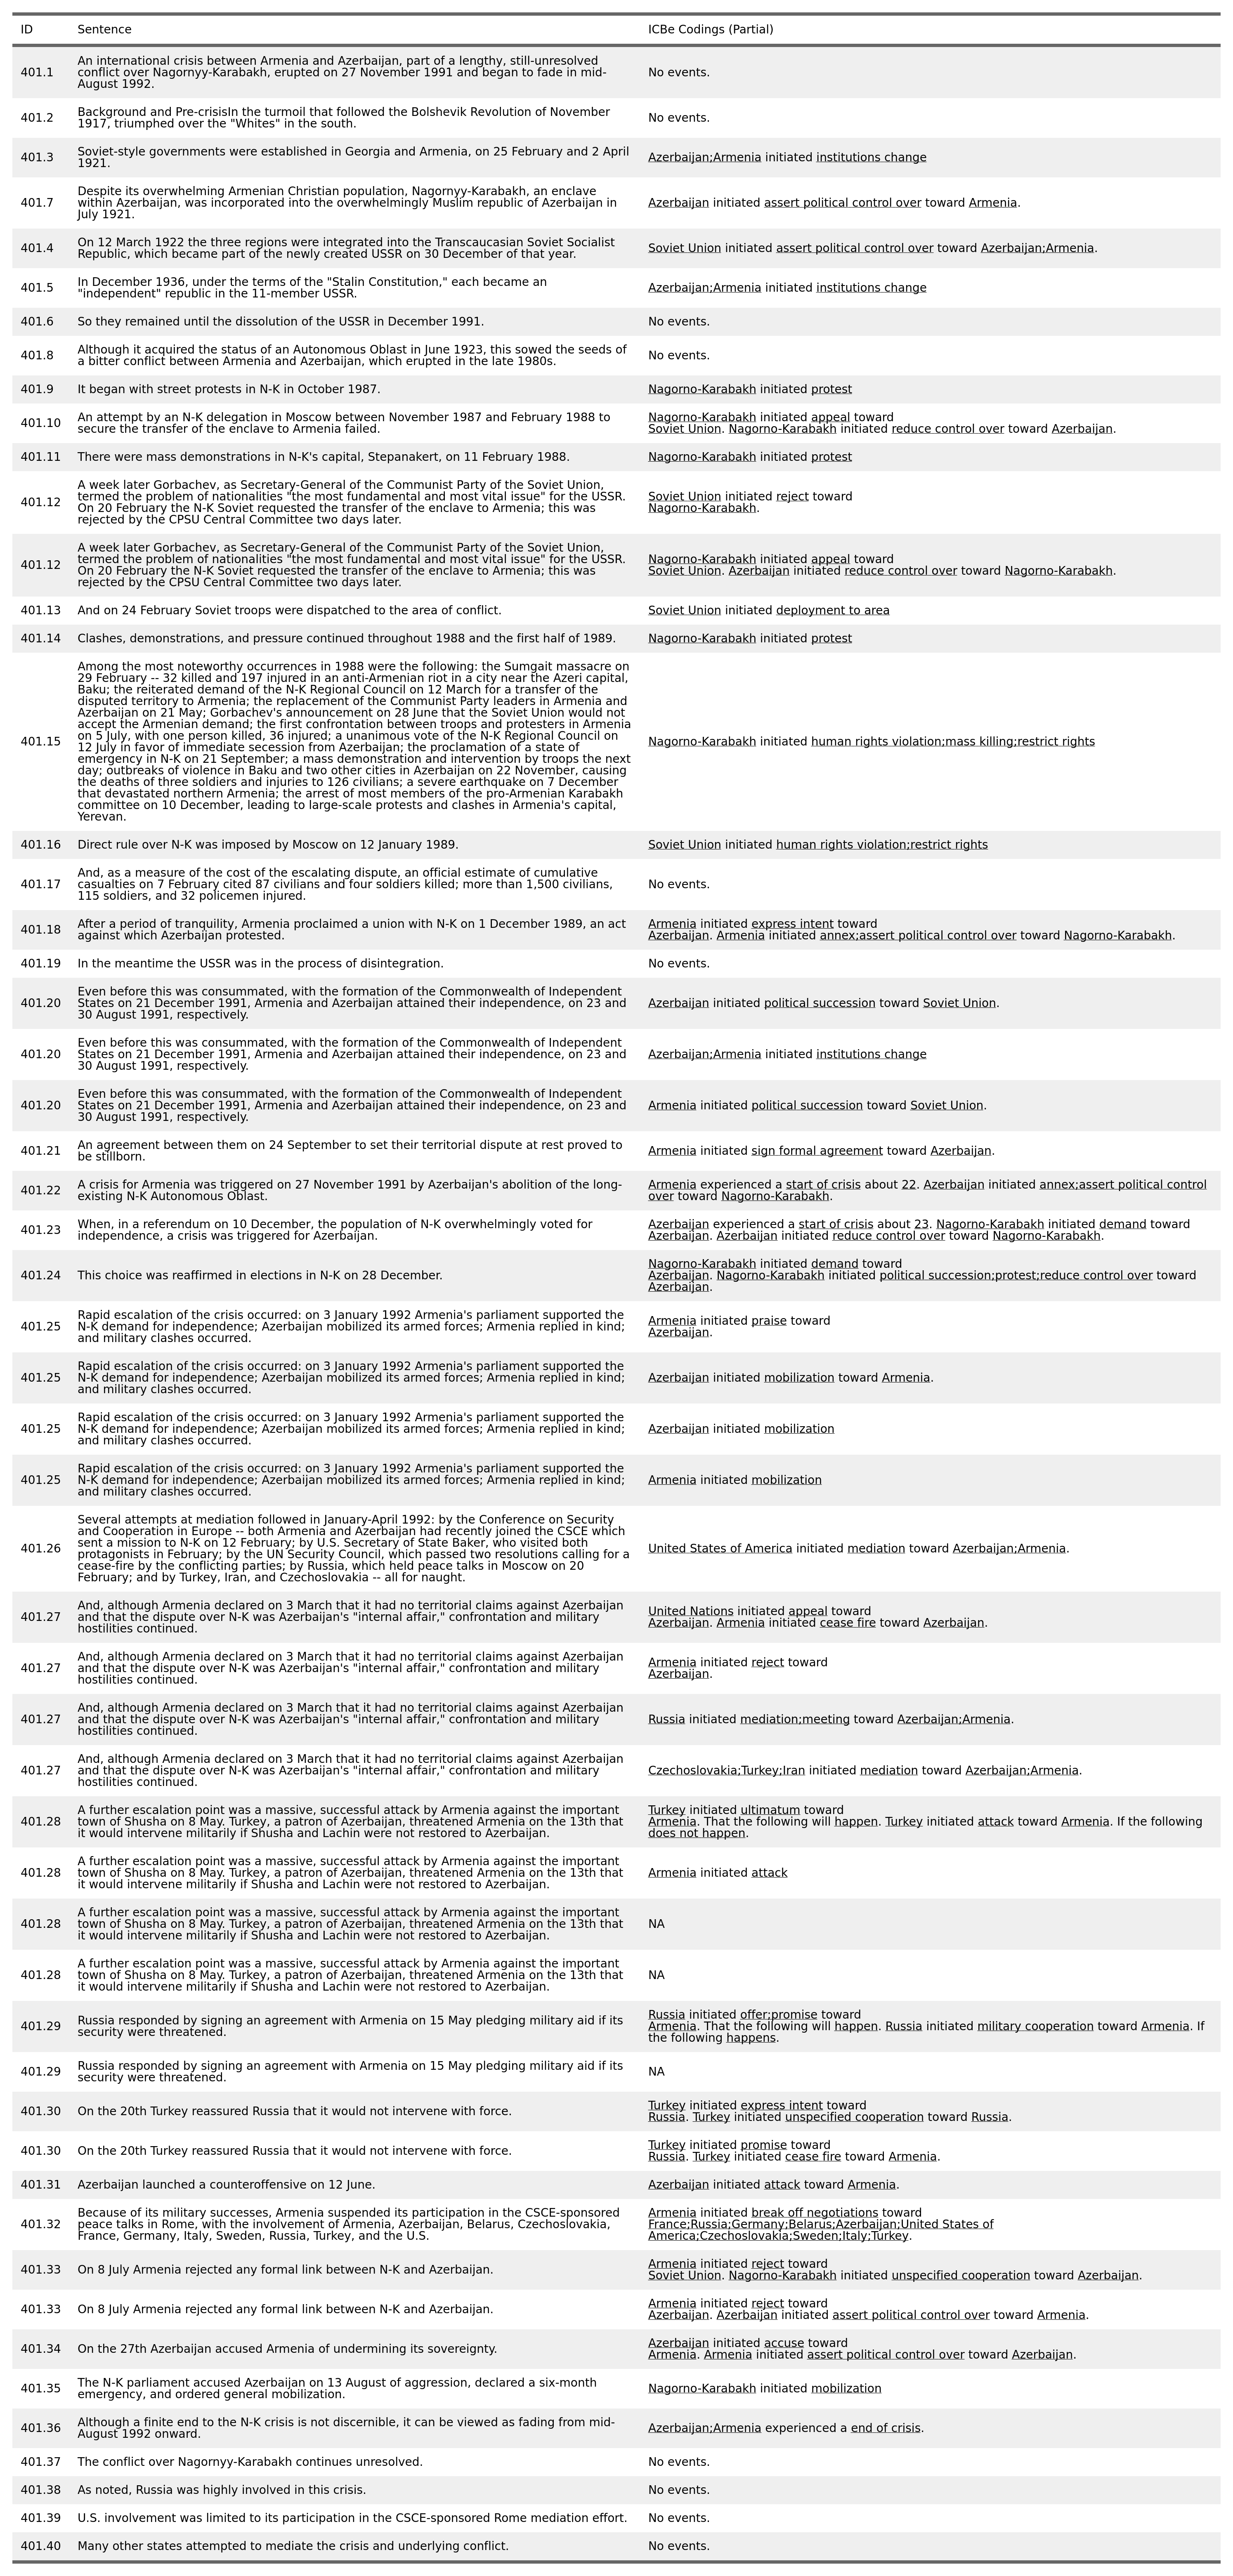 ID Sentence ICBe Codings (Partial)
401.1 An international crisis between Armenia and Azerbaijan, part of a lengthy, still-unresolved
conflict over Nagornyy-Karabakh, erupted on 27 November 1991 and began to fade in mid-
August 1992.
No events.
401.2 Background and Pre-crisisIn the turmoil that followed the Bolshevik Revolution of November
1917, triumphed over the "Whites" in the south.
No events.
401.3 Soviet-style governments were established in Georgia and Armenia, on 25 February and 2 April
1921.
Azerbaijan;Armenia initiated institutions change
401.7 Despite its overwhelming Armenian Christian population, Nagornyy-Karabakh, an enclave
within Azerbaijan, was incorporated into the overwhelmingly Muslim republic of Azerbaijan in
July 1921.
Azerbaijan initiated assert political control over toward Armenia.
401.4 On 12 March 1922 the three regions were integrated into the Transcaucasian Soviet Socialist
Republic, which became part of the newly created USSR on 30 December of that year.
Soviet Union initiated assert political control over toward Azerbaijan;Armenia.
401.5 In December 1936, under the terms of the "Stalin Constitution," each became an
"independent" republic in the 11-member USSR.
Azerbaijan;Armenia initiated institutions change
401.6 So they remained until the dissolution of the USSR in December 1991.
No events.
401.8 Although it acquired the status of an Autonomous Oblast in June 1923, this sowed the seeds of
a bitter conflict between Armenia and Azerbaijan, which erupted in the late 1980s.
No events.
401.9 It began with street protests in N-K in October 1987.
Nagorno-Karabakh initiated protest
401.10 An attempt by an N-K delegation in Moscow between November 1987 and February 1988 to
secure the transfer of the enclave to Armenia failed.
Nagorno-Karabakh initiated appeal toward
Soviet Union. Nagorno-Karabakh initiated reduce control over toward Azerbaijan.
401.11 There were mass demonstrations in N-K's capital, Stepanakert, on 11 February 1988.
Nagorno-Karabakh initiated protest
401.12 A week later Gorbachev, as Secretary-General of the Communist Party of the Soviet Union,
termed the problem of nationalities "the most fundamental and most vital issue" for the USSR.
On 20 February the N-K Soviet requested the transfer of the enclave to Armenia; this was
rejected by the CPSU Central Committee two days later.
Soviet Union initiated reject toward
Nagorno-Karabakh.
401.12 A week later Gorbachev, as Secretary-General of the Communist Party of the Soviet Union,
termed the problem of nationalities "the most fundamental and most vital issue" for the USSR.
On 20 February the N-K Soviet requested the transfer of the enclave to Armenia; this was
rejected by the CPSU Central Committee two days later.
Nagorno-Karabakh initiated appeal toward
Soviet Union. Azerbaijan initiated reduce control over toward Nagorno-Karabakh.
401.13 And on 24 February Soviet troops were dispatched to the area of conflict.
Soviet Union initiated deployment to area
401.14 Clashes, demonstrations, and pressure continued throughout 1988 and the first half of 1989.
Nagorno-Karabakh initiated protest
401.15 Among the most noteworthy occurrences in 1988 were the following: the Sumgait massacre on
29 February -- 32 killed and 197 injured in an anti-Armenian riot in a city near the Azeri capital,
Baku; the reiterated demand of the N-K Regional Council on 12 March for a transfer of the
disputed territory to Armenia; the replacement of the Communist Party leaders in Armenia and
Azerbaijan on 21 May; Gorbachev's announcement on 28 June that the Soviet Union would not
accept the Armenian demand; the first confrontation between troops and protesters in Armenia
on 5 July, with one person killed, 36 injured; a unanimous vote of the N-K Regional Council on
12 July in favor of immediate secession from Azerbaijan; the proclamation of a state of
emergency in N-K on 21 September; a mass demonstration and intervention by troops the next
day; outbreaks of violence in Baku and two other cities in Azerbaijan on 22 November, causing
the deaths of three soldiers and injuries to 126 civilians; a severe earthquake on 7 December
that devastated northern Armenia; the arrest of most members of the pro-Armenian Karabakh
committee on 10 December, leading to large-scale protests and clashes in Armenia's capital,
Yerevan.
Nagorno-Karabakh initiated human rights violation;mass killing;restrict rights
401.16 Direct rule over N-K was imposed by Moscow on 12 January 1989.
Soviet Union initiated human rights violation;restrict rights
401.17 And, as a measure of the cost of the escalating dispute, an official estimate of cumulative
casualties on 7 February cited 87 civilians and four soldiers killed; more than 1,500 civilians,
115 soldiers, and 32 policemen injured.
No events.
401.18 After a period of tranquility, Armenia proclaimed a union with N-K on 1 December 1989, an act
against which Azerbaijan protested.
Armenia initiated express intent toward
Azerbaijan. Armenia initiated annex;assert political control over toward Nagorno-Karabakh.
401.19 In the meantime the USSR was in the process of disintegration.
No events.
401.20 Even before this was consummated, with the formation of the Commonwealth of Independent
States on 21 December 1991, Armenia and Azerbaijan attained their independence, on 23 and
30 August 1991, respectively.
Azerbaijan initiated political succession toward Soviet Union.
401.20 Even before this was consummated, with the formation of the Commonwealth of Independent
States on 21 December 1991, Armenia and Azerbaijan attained their independence, on 23 and
30 August 1991, respectively.
Azerbaijan;Armenia initiated institutions change
401.20 Even before this was consummated, with the formation of the Commonwealth of Independent
States on 21 December 1991, Armenia and Azerbaijan attained their independence, on 23 and
30 August 1991, respectively.
Armenia initiated political succession toward Soviet Union.
401.21 An agreement between them on 24 September to set their territorial dispute at rest proved to
be stillborn.
Armenia initiated sign formal agreement toward Azerbaijan.
401.22 A crisis for Armenia was triggered on 27 November 1991 by Azerbaijan's abolition of the long-
existing N-K Autonomous Oblast.
Armenia experienced a start of crisis about 22. Azerbaijan initiated annex;assert political control
over toward Nagorno-Karabakh.
401.23 When, in a referendum on 10 December, the population of N-K overwhelmingly voted for
independence, a crisis was triggered for Azerbaijan.
Azerbaijan experienced a start of crisis about 23. Nagorno-Karabakh initiated demand toward
Azerbaijan. Azerbaijan initiated reduce control over toward Nagorno-Karabakh.
401.24 This choice was reaffirmed in elections in N-K on 28 December.
Nagorno-Karabakh initiated demand toward
Azerbaijan. Nagorno-Karabakh initiated political succession;protest;reduce control over toward
Azerbaijan.
401.25 Rapid escalation of the crisis occurred: on 3 January 1992 Armenia's parliament supported the
N-K demand for independence; Azerbaijan mobilized its armed forces; Armenia replied in kind;
and military clashes occurred.
Armenia initiated praise toward
Azerbaijan.
401.25 Rapid escalation of the crisis occurred: on 3 January 1992 Armenia's parliament supported the
N-K demand for independence; Azerbaijan mobilized its armed forces; Armenia replied in kind;
and military clashes occurred.
Azerbaijan initiated mobilization toward Armenia.
401.25 Rapid escalation of the crisis occurred: on 3 January 1992 Armenia's parliament supported the
N-K demand for independence; Azerbaijan mobilized its armed forces; Armenia replied in kind;
and military clashes occurred.
Azerbaijan initiated mobilization
401.25 Rapid escalation of the crisis occurred: on 3 January 1992 Armenia's parliament supported the
N-K demand for independence; Azerbaijan mobilized its armed forces; Armenia replied in kind;
and military clashes occurred.
Armenia initiated mobilization
401.26 Several attempts at mediation followed in January-April 1992: by the Conference on Security
and Cooperation in Europe -- both Armenia and Azerbaijan had recently joined the CSCE which
sent a mission to N-K on 12 February; by U.S. Secretary of State Baker, who visited both
protagonists in February; by the UN Security Council, which passed two resolutions calling for a
cease-fire by the conflicting parties; by Russia, which held peace talks in Moscow on 20
February; and by Turkey, Iran, and Czechoslovakia -- all for naught.
United States of America initiated mediation toward Azerbaijan;Armenia.
401.27 And, although Armenia declared on 3 March that it had no territorial claims against Azerbaijan
and that the dispute over N-K was Azerbaijan's "internal affair," confrontation and military
hostilities continued.
United Nations initiated appeal toward
Azerbaijan. Armenia initiated cease fire toward Azerbaijan.
401.27 And, although Armenia declared on 3 March that it had no territorial claims against Azerbaijan
and that the dispute over N-K was Azerbaijan's "internal affair," confrontation and military
hostilities continued.
Armenia initiated reject toward
Azerbaijan.
401.27 And, although Armenia declared on 3 March that it had no territorial claims against Azerbaijan
and that the dispute over N-K was Azerbaijan's "internal affair," confrontation and military
hostilities continued.
Russia initiated mediation;meeting toward Azerbaijan;Armenia.
401.27 And, although Armenia declared on 3 March that it had no territorial claims against Azerbaijan
and that the dispute over N-K was Azerbaijan's "internal affair," confrontation and military
hostilities continued.
Czechoslovakia;Turkey;Iran initiated mediation toward Azerbaijan;Armenia.
401.28 A further escalation point was a massive, successful attack by Armenia against the important
town of Shusha on 8 May. Turkey, a patron of Azerbaijan, threatened Armenia on the 13th that
it would intervene militarily if Shusha and Lachin were not restored to Azerbaijan.
Turkey initiated ultimatum toward
Armenia. That the following will happen. Turkey initiated attack toward Armenia. If the following
does not happen.
401.28 A further escalation point was a massive, successful attack by Armenia against the important
town of Shusha on 8 May. Turkey, a patron of Azerbaijan, threatened Armenia on the 13th that
it would intervene militarily if Shusha and Lachin were not restored to Azerbaijan.
Armenia initiated attack
401.28 A further escalation point was a massive, successful attack by Armenia against the important
town of Shusha on 8 May. Turkey, a patron of Azerbaijan, threatened Armenia on the 13th that
it would intervene militarily if Shusha and Lachin were not restored to Azerbaijan.
NA
401.28 A further escalation point was a massive, successful attack by Armenia against the important
town of Shusha on 8 May. Turkey, a patron of Azerbaijan, threatened Armenia on the 13th that
it would intervene militarily if Shusha and Lachin were not restored to Azerbaijan.
NA
401.29 Russia responded by signing an agreement with Armenia on 15 May pledging military aid if its
security were threatened.
Russia initiated offer;promise toward
Armenia. That the following will happen. Russia initiated military cooperation toward Armenia. If
the following happens.
401.29 Russia responded by signing an agreement with Armenia on 15 May pledging military aid if its
security were threatened.
NA
401.30 On the 20th Turkey reassured Russia that it would not intervene with force.
Turkey initiated express intent toward
Russia. Turkey initiated unspecified cooperation toward Russia.
401.30 On the 20th Turkey reassured Russia that it would not intervene with force.
Turkey initiated promise toward
Russia. Turkey initiated cease fire toward Armenia.
401.31 Azerbaijan launched a counteroffensive on 12 June.
Azerbaijan initiated attack toward Armenia.
401.32 Because of its military successes, Armenia suspended its participation in the CSCE-sponsored
peace talks in Rome, with the involvement of Armenia, Azerbaijan, Belarus, Czechoslovakia,
France, Germany, Italy, Sweden, Russia, Turkey, and the U.S.
Armenia initiated break off negotiations toward
France;Russia;Germany;Belarus;Azerbaijan;United States of
America;Czechoslovakia;Sweden;Italy;Turkey.
401.33 On 8 July Armenia rejected any formal link between N-K and Azerbaijan.
Armenia initiated reject toward
Soviet Union. Nagorno-Karabakh initiated unspecified cooperation toward Azerbaijan.
401.33 On 8 July Armenia rejected any formal link between N-K and Azerbaijan.
Armenia initiated reject toward
Azerbaijan. Azerbaijan initiated assert political control over toward Armenia.
401.34 On the 27th Azerbaijan accused Armenia of undermining its sovereignty.
Azerbaijan initiated accuse toward
Armenia. Armenia initiated assert political control over toward Azerbaijan.
401.35 The N-K parliament accused Azerbaijan on 13 August of aggression, declared a six-month
emergency, and ordered general mobilization.
Nagorno-Karabakh initiated mobilization
401.36 Although a finite end to the N-K crisis is not discernible, it can be viewed as fading from mid-
August 1992 onward.
Azerbaijan;Armenia experienced a end of crisis.
401.37 The conflict over Nagornyy-Karabakh continues unresolved.
No events.
401.38 As noted, Russia was highly involved in this crisis.
No events.
401.39 U.S. involvement was limited to its participation in the CSCE-sponsored Rome mediation effort.
No events.
401.40 Many other states attempted to mediate the crisis and underlying conflict.
No events.